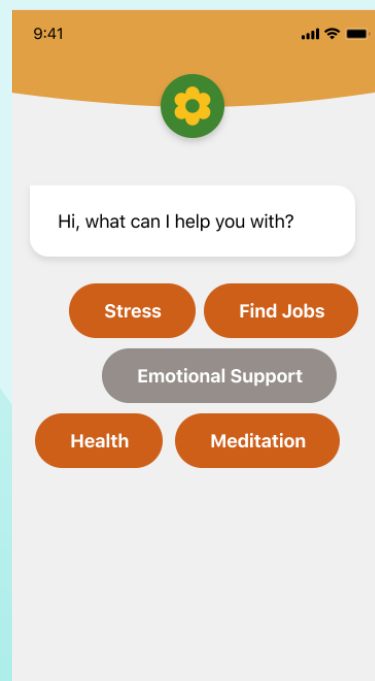 9:41
Hi, what can I help you with?
Stress
Find Jobs
Emotional Support
Health
Meditation